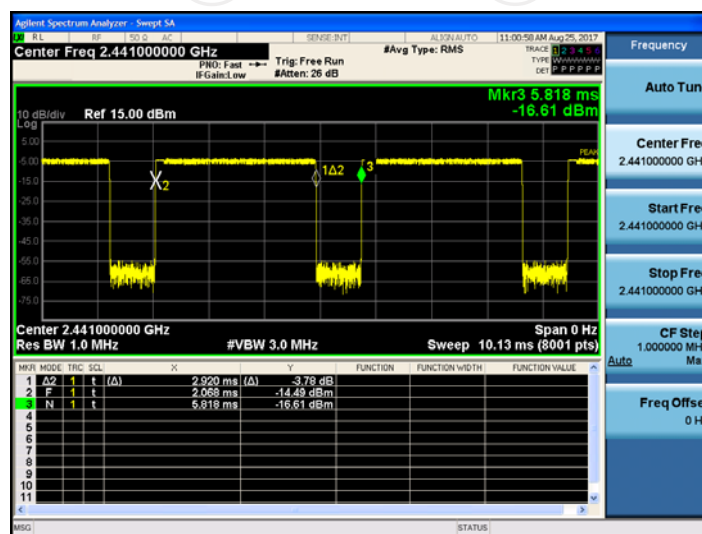 Agilent Spectrum Analyzer - Swept SA
LXI RL RF 50 Ω AC SENSE:INT ALIGN AUTO 11:00:58 AM Aug 25, 2017
Center Freq 2.441000000 GHz #Avg Type: RMS TRACE 1 2 3 4 5 6
PNO: Fast Trig: Free Run TYPE WWWWWW
IFGain:Low #Atten: 26 dB DET P P P P P P
Mkr3 5.818 ms
-16.61 dBm
10 dB/div Ref 15.00 dBm
Log
5.00
-5.00
PEAK
1Δ2
3
-15.0
2
-25.0
-35.0
-45.0
-55.0
-65.0
-75.0
Center 2.441000000 GHz Span 0 Hz
Res BW 1.0 MHz #VBW 3.0 MHz Sweep 10.13 ms (8001 pts)
MKR MODE TRC SCL X Y FUNCTION FUNCTION WIDTH FUNCTION VALUE
1 Δ2 1 t (Δ) 2.920 ms (Δ) -3.78 dB
2 F 1 t 2.068 ms -14.49 dBm
3 N 1 t 5.818 ms -16.61 dBm
4
5
6
7
8
9
10
11
MSG STATUS
Frequency
Auto Tun
Center Fre
2.441000000 GH
Start Fre
2.441000000 GH
Stop Fre
2.441000000 GH
CF Step
1.000000 MH
Auto Ma
Freq Offse
0 H